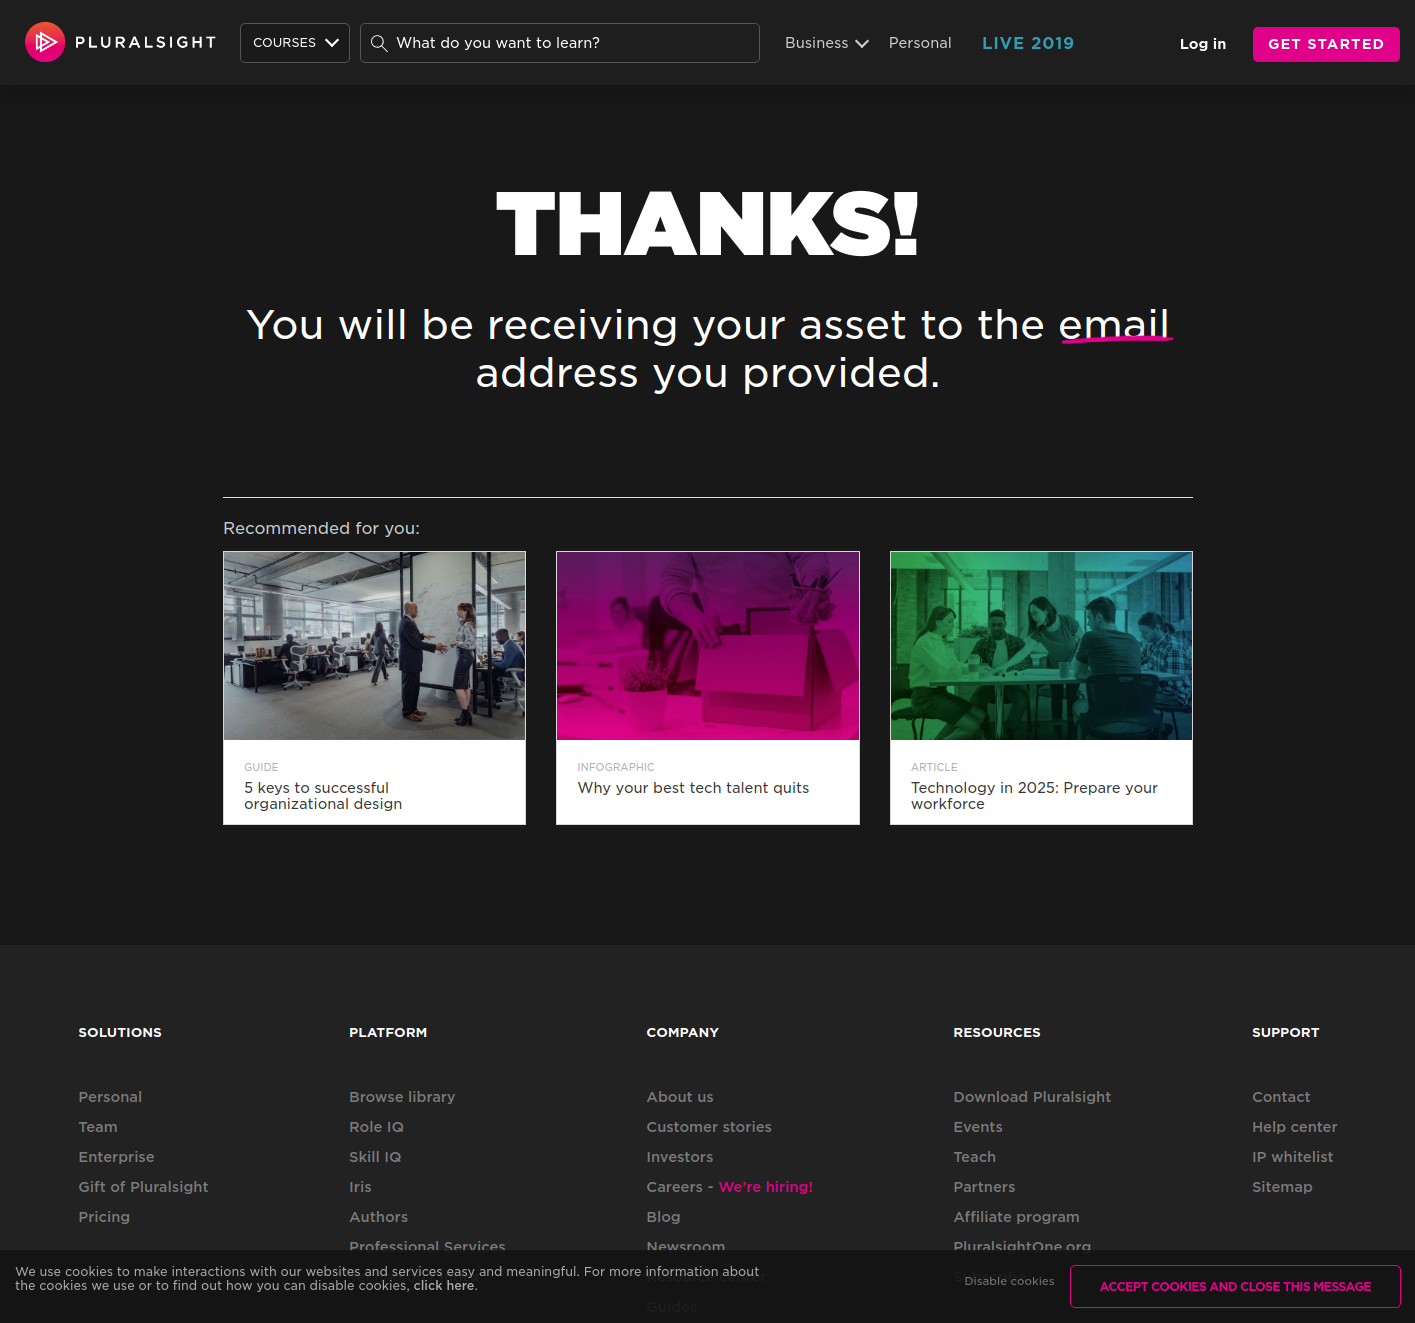 PLURALSIGHT
COURSES
What do you want to learn?
Business
Personal
LIVE 2019
Log in
GET STARTED
THANKS!
You will be receiving your asset to the email
address you provided.
Recommended for you:
GUIDE
5 keys to successful
organizational design
INFOGRAPHIC
Why your best tech talent quits
ARTICLE
Technology in 2025: Prepare your
workforce
SOLUTIONS
Personal
Team
Enterprise
Gift of Pluralsight
Pricing
PLATFORM
Browse library
Role IQ
Skill IQ
Iris
Authors
Professional Services
COMPANY
About us
Customer stories
Investors
Careers - We're hiring!
Blog
Newsroom
Guides
RESOURCES
Download Pluralsight
Events
Teach
Partners
Affiliate program
PluralsightOne.org
SUPPORT
Contact
Help center
IP whitelist
Sitemap
We use cookies to make interactions with our websites and services easy and meaningful. For more information about
the cookies we use or to find out how you can disable cookies, click here.
Disable cookies
ACCEPT COOKIES AND CLOSE THIS MESSAGE